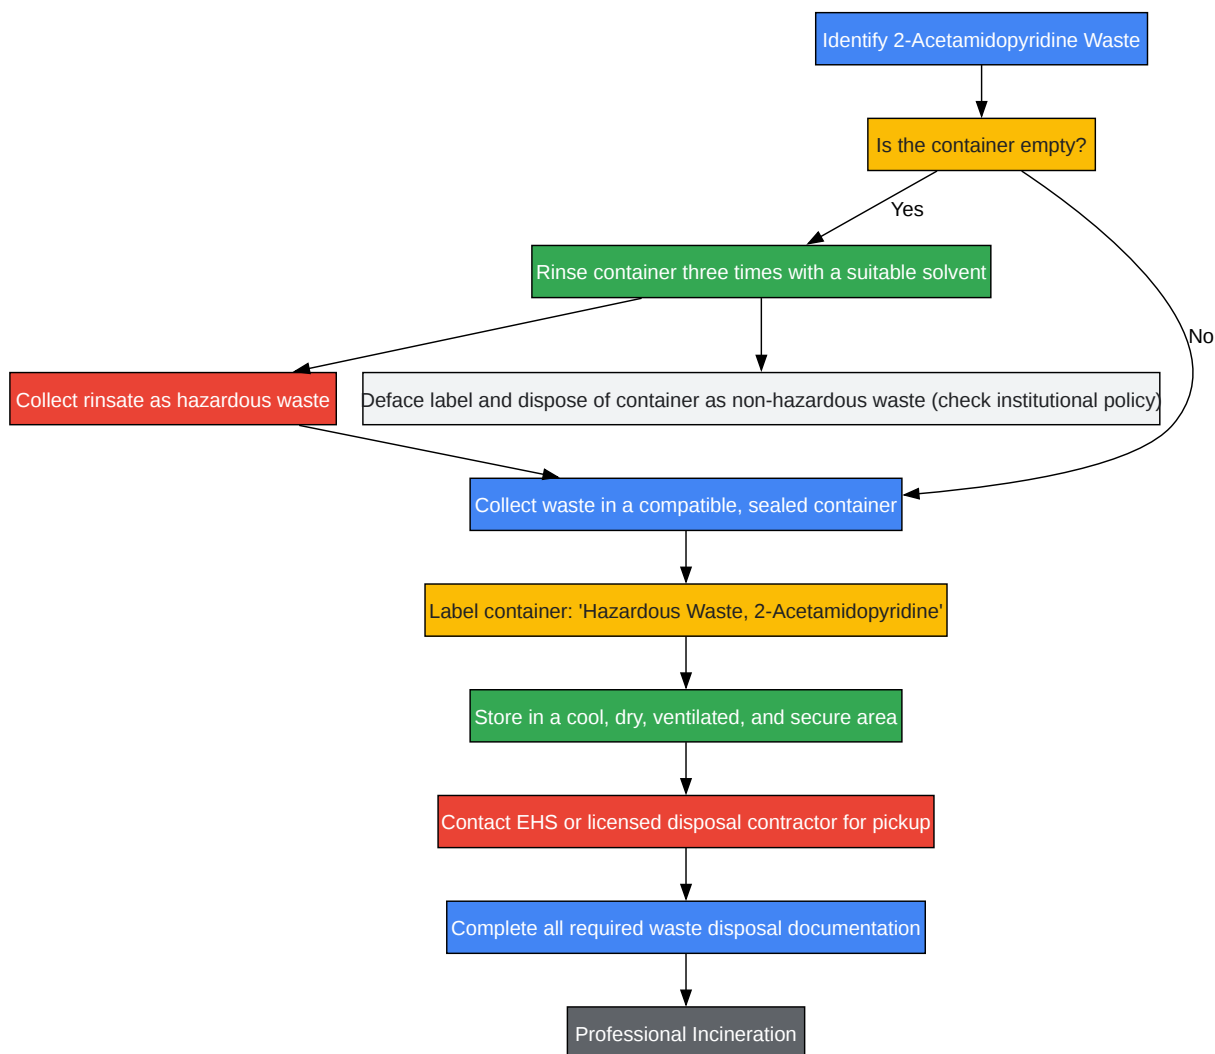 Identify 2-Acetamidopyridine Waste
Is the container empty?
Yes
Rinse container three times with a suitable solvent
No
Collect rinsate as hazardous waste
Deface label and dispose of container as non-hazardous waste (check institutional policy)
Collect waste in a compatible, sealed container
Label container: 'Hazardous Waste, 2-Acetamidopyridine'
Store in a cool, dry, ventilated, and secure area
Contact EHS or licensed disposal contractor for pickup
Complete all required waste disposal documentation
Professional Incineration